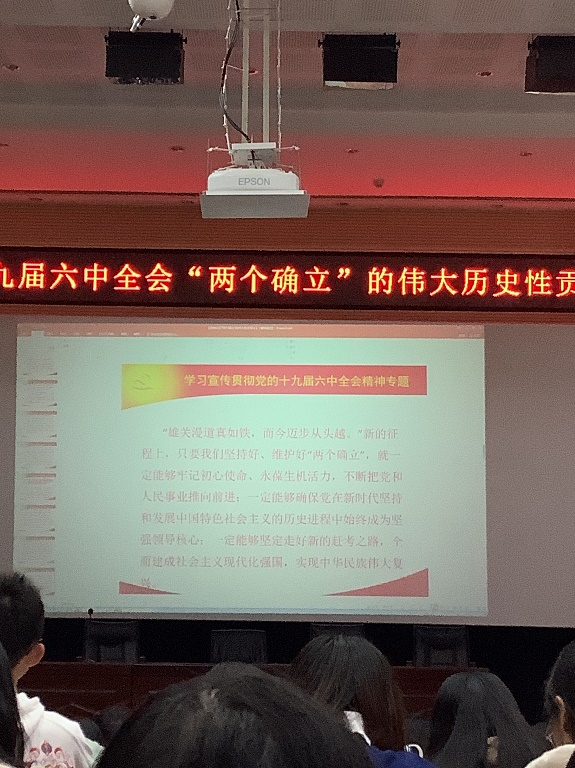 EPSON
九届六中全会“两个确立”的伟大历史性贡
学习宣传贯彻党的十九届六中全会精神专题
“雄关漫道真如铁，而今迈步从头越。”新的征
程上，只要我们坚持好、维护好“两个确立”，就一
定能够牢记初心使命、永葆生机活力，不断把党和
人民事业推向前进；一定能够确保党在新时代坚持
和发展中国特色社会主义的历史进程中始终成为坚
强领导核心；一定能够坚定走好新的赶考之路，全
面建成社会主义现代化强国，实现中华民族伟大复
兴。